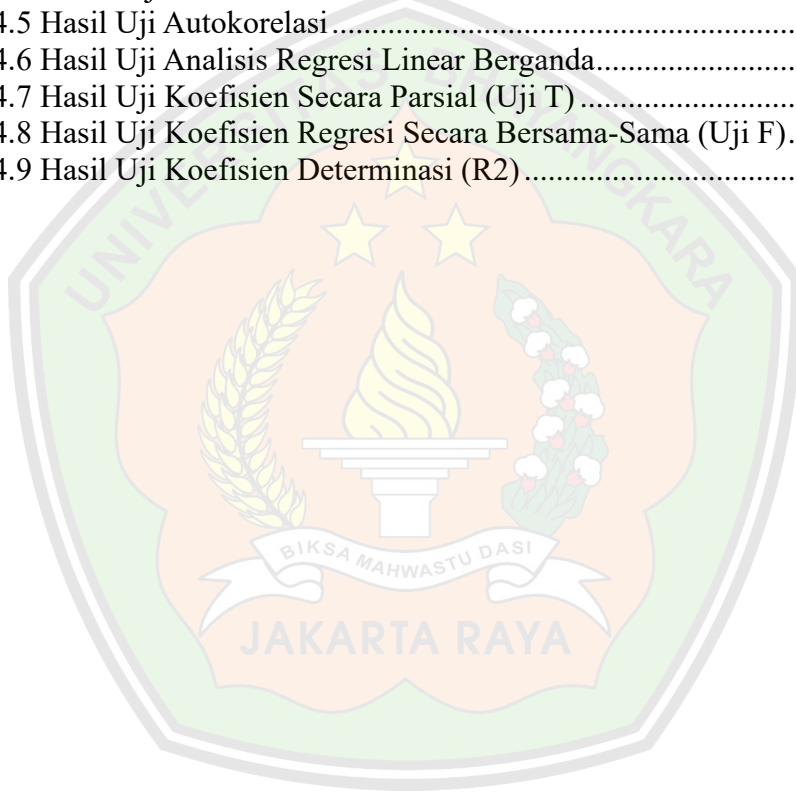 4.5 Hasil Uji Autokorelasi
4.6 Hasil Uji Analisis Regresi Linear Berganda
4.7 Hasil Uji Koefisien Secara Parsial (Uji T)
4.8 Hasil Uji Koefisien Regresi Secara Bersama-Sama (Uji F)
4.9 Hasil Uji Koefisien Determinasi (R2)
UNIVERSITAS BHAYANGKARA
BIKSA MAHWASTU DASI
JAKARTA RAYA